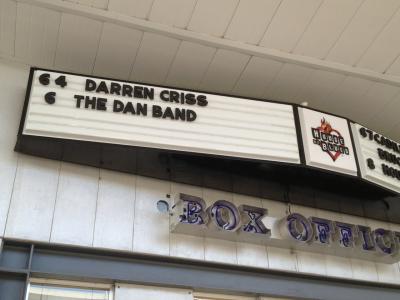 6 4 DARREN CRISS
6 THE DAN BAND
HOUSE
OF
BLUES
BOX OFFICE